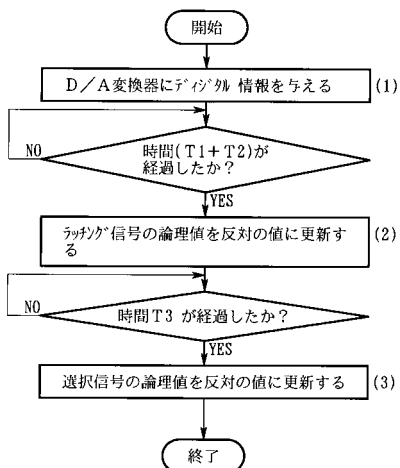 開始
D/A変換器にディジタル 情報を与える (1)
時間(T1+T2)が
経過したか?
NO
YES
ラッチング信号の論理値を反対の値に更新す
る
(2)
時間T3 が経過したか?
NO
YES
選択信号の論理値を反対の値に更新する (3)
終了